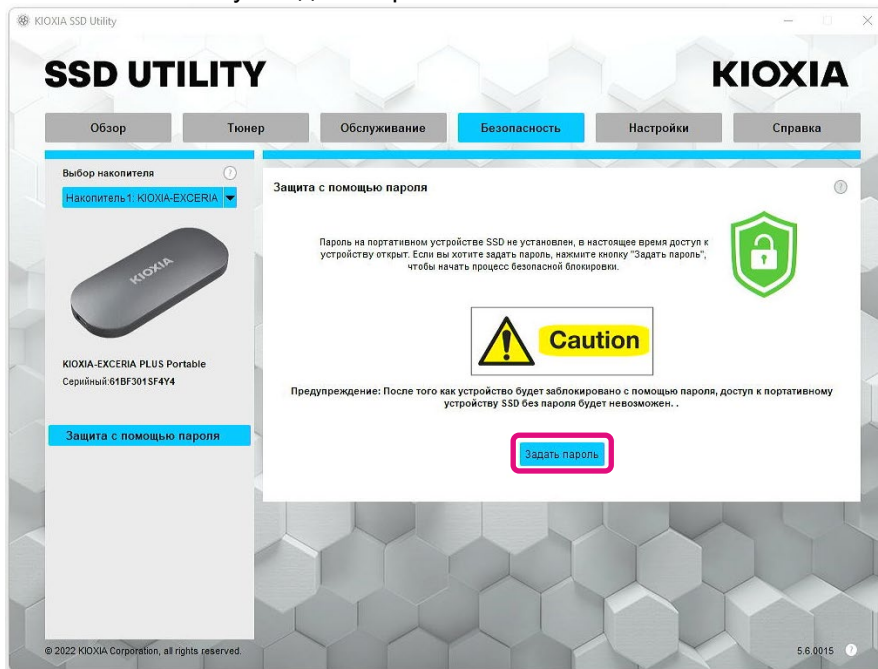 KIOXIA SSD Utility
SSD UTILITY
KIOXIA
Обзор
Тюнер
Обслуживание
Безопасность
Настройки
Справка
Выбор накопителя
?
Накопитель1: KIOXIA-EXCERIA
KIOXIA
KIOXIA-EXCERIA PLUS Portable
Серийный:61BF301SF4Y4
Защита с помощью пароля
Защита с помощью пароля
?
Пароль на портативном устройстве SSD не установлен, в настоящее время доступ к
устройству открыт. Если вы хотите задать пароль, нажмите кнопку "Задать пароль",
чтобы начать процесс безопасной блокировки.
Caution
Предупреждение: После того как устройство будет заблокировано с помощью пароля, доступ к портативному
устройству SSD без пароля будет невозможен. .
Задать пароль
© 2022 KIOXIA Corporation, all rights reserved.
5.6.0015
?